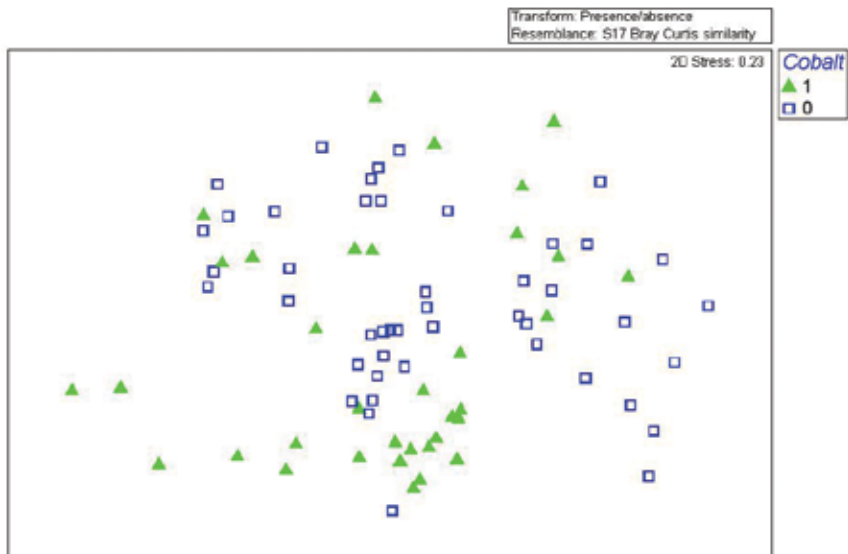 Transform: Presence/absence
Resemblance: S17 Bray Curtis similarity
2D Stress: 0.23
Cobalt
1
0